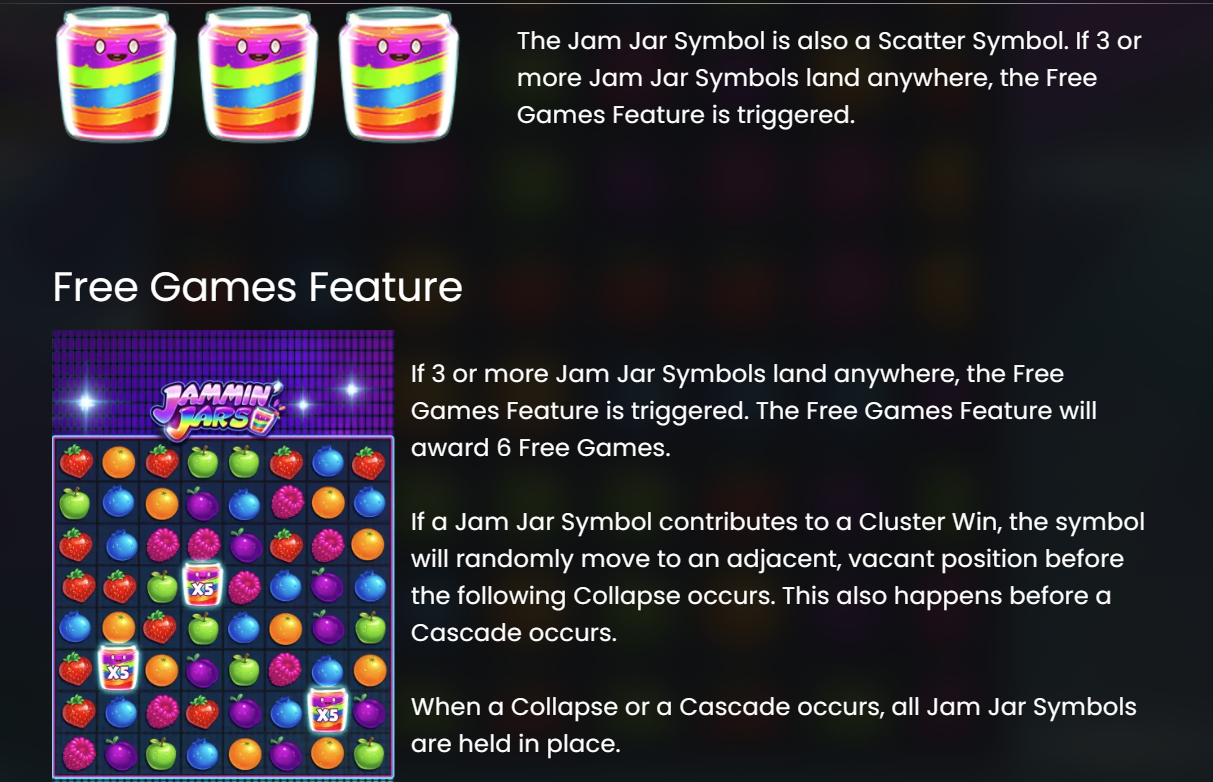 The Jam Jar Symbol is also a Scatter Symbol. If 3 or
more Jam Jar Symbols land anywhere, the Free
Games Feature is triggered.
Free Games Feature
JAMMIN'
JARS
If 3 or more Jam Jar Symbols land anywhere, the Free
Games Feature is triggered. The Free Games Feature will
award 6 Free Games.
If a Jam Jar Symbol contributes to a Cluster Win, the symbol
will randomly move to an adjacent, vacant position before
the following Collapse occurs. This also happens before a
Cascade occurs.
When a Collapse or a Cascade occurs, all Jam Jar Symbols
are held in place.
X5
X5
X5